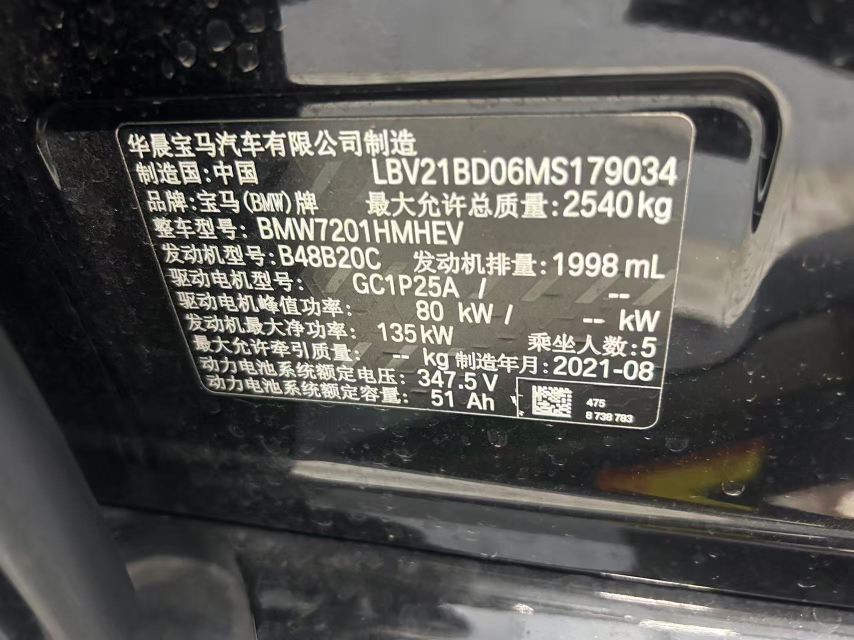 华晨宝马汽车有限公司制造
制造国:中国 LBV21BD06MS179034
品牌:宝马(BMW)牌 最大允许总质量:2540kg
整车型号: BMW7201HMHEV
发动机型号: B48B20C 发动机排量:1998 mL
驱动电机型号: GC1P25A / --
驱动电机峰值功率: 80 kW / -- kW
发动机最大净功率: 135kW 乘坐人数:5
最大允许牵引质量: -- kg 制造年月:2021-08
动力电池系统额定电压: 347.5 V
动力电池系统额定容量: 51 Ah
475
8 738 783